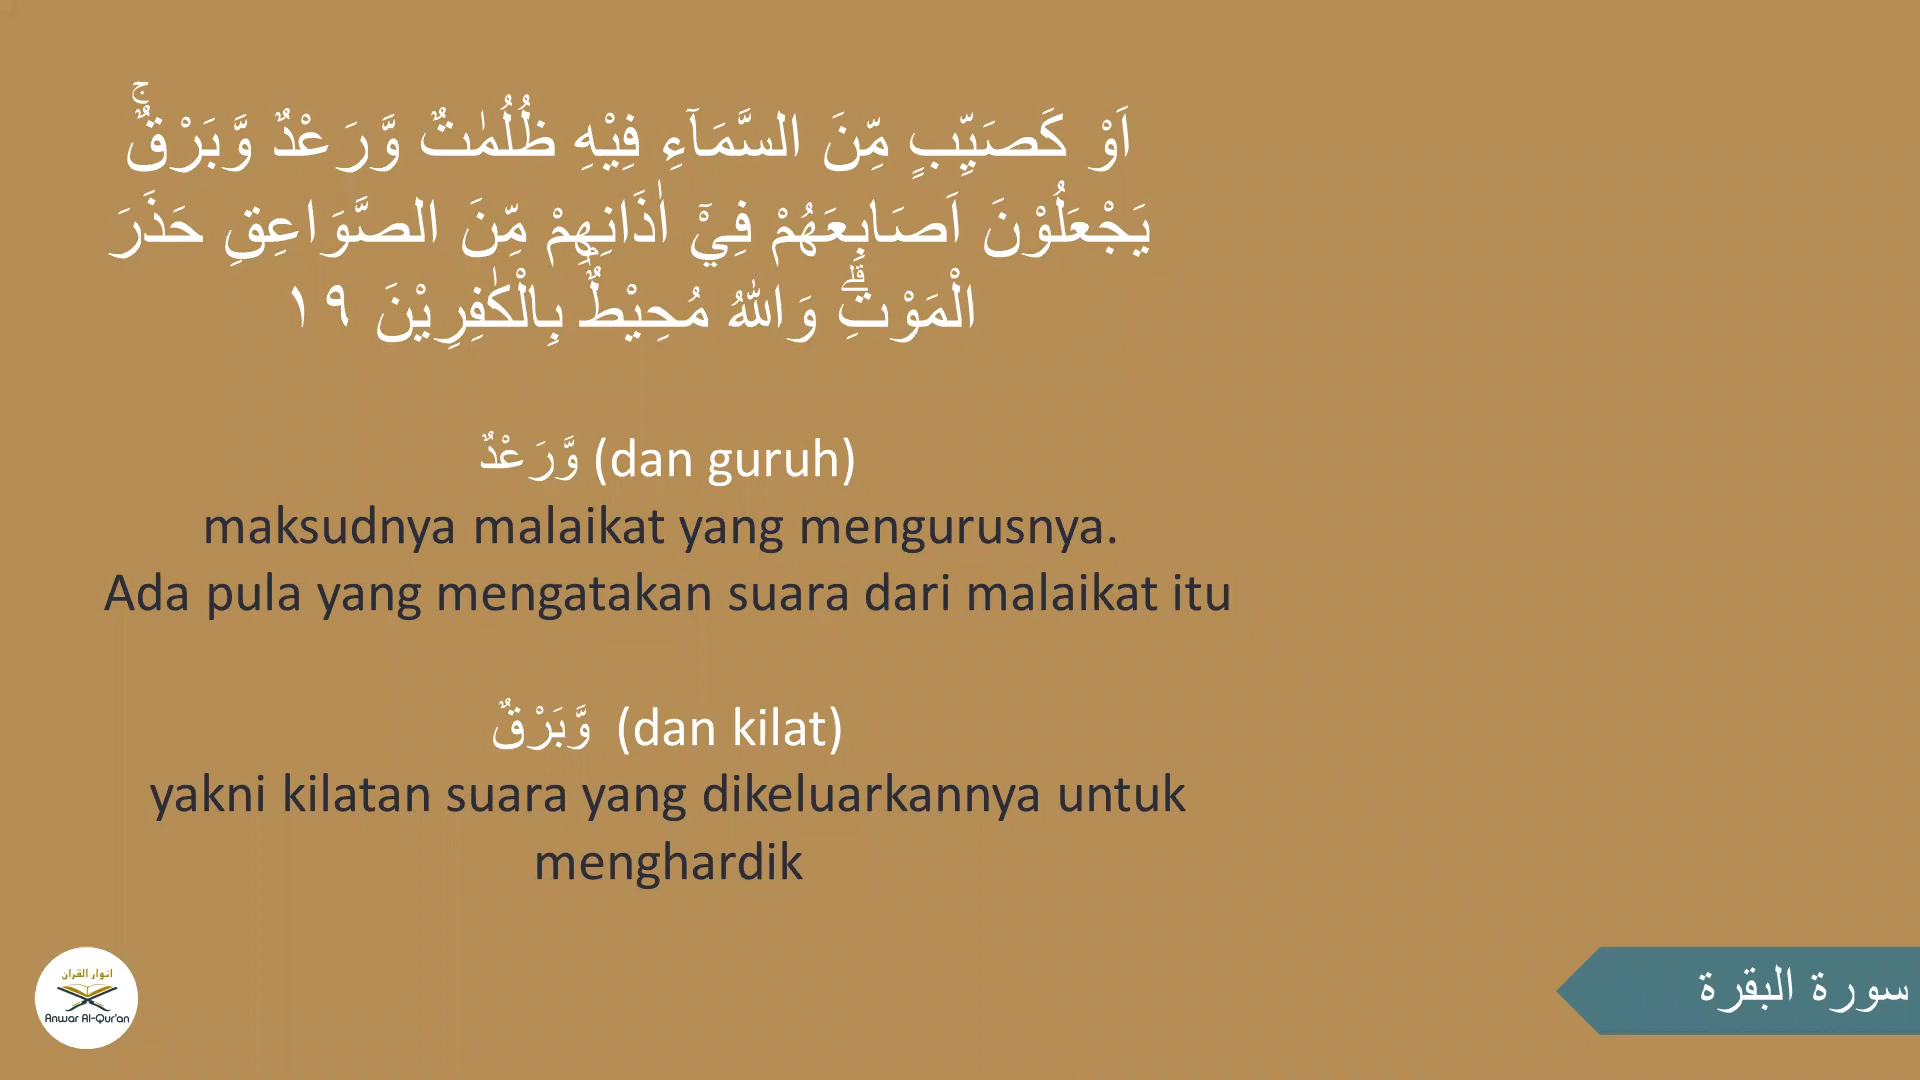 اَوْ كَصَيِّبٍ مِّنَ السَّمَاۤءِ فِيْهِ ظُلُمٰتٌ وَّرَعْدٌ وَّبَرْقٌۚ
يَجْعَلُوْنَ اَصَابِعَهُمْ فِيْٓ اٰذَانِهِمْ مِّنَ الصَّوَاعِقِ حَذَرَ
الْمَوْتِۗ وَاللّٰهُ مُحِيْطٌۢ بِالْكٰفِرِيْنَ ١٩
وَّرَعْدٌ (dan guruh)
maksudnya malaikat yang mengurusnya.
Ada pula yang mengatakan suara dari malaikat itu
وَّبَرْقٌ (dan kilat)
yakni kilatan suara yang dikeluarkannya untuk
menghardik
انوار القران
Anwar Al-Qur'an
سورة البقرة